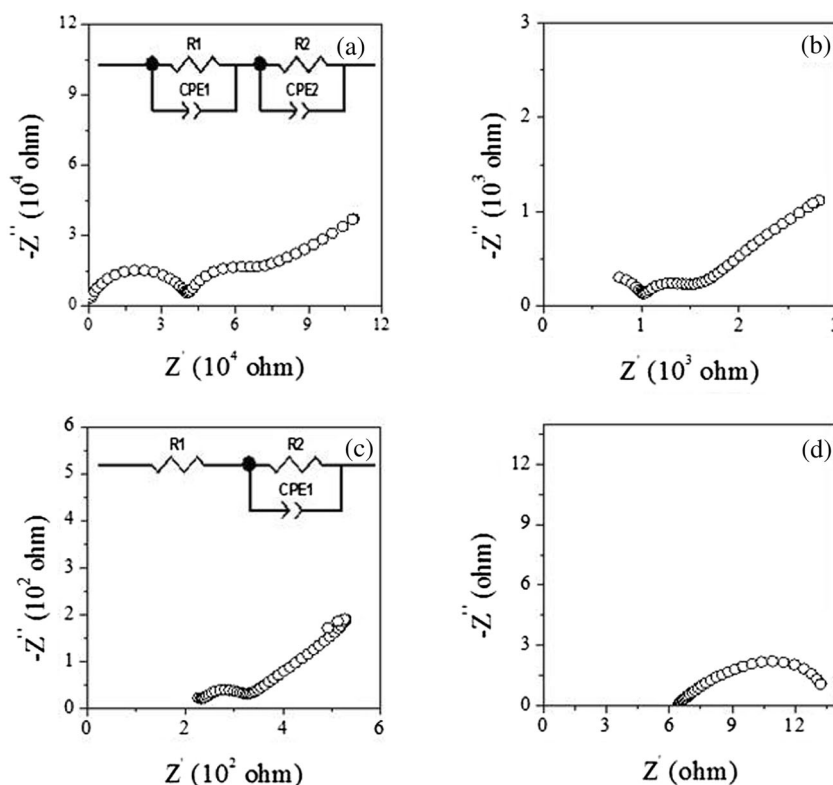 (a)
R1 R2
CPE1 CPE2
12
9
6
3
0
-Z'' (10⁴ ohm)
0 3 6 9 12
Z' (10⁴ ohm)
(b)
3
2
1
0
-Z'' (10³ ohm)
0 1 2 3
Z' (10³ ohm)
(c)
R1 R2
CPE1
6
5
4
3
2
1
0
-Z'' (10² ohm)
0 2 4 6
Z' (10² ohm)
(d)
12
9
6
3
0
-Z'' (ohm)
0 3 6 9 12
Z' (ohm)